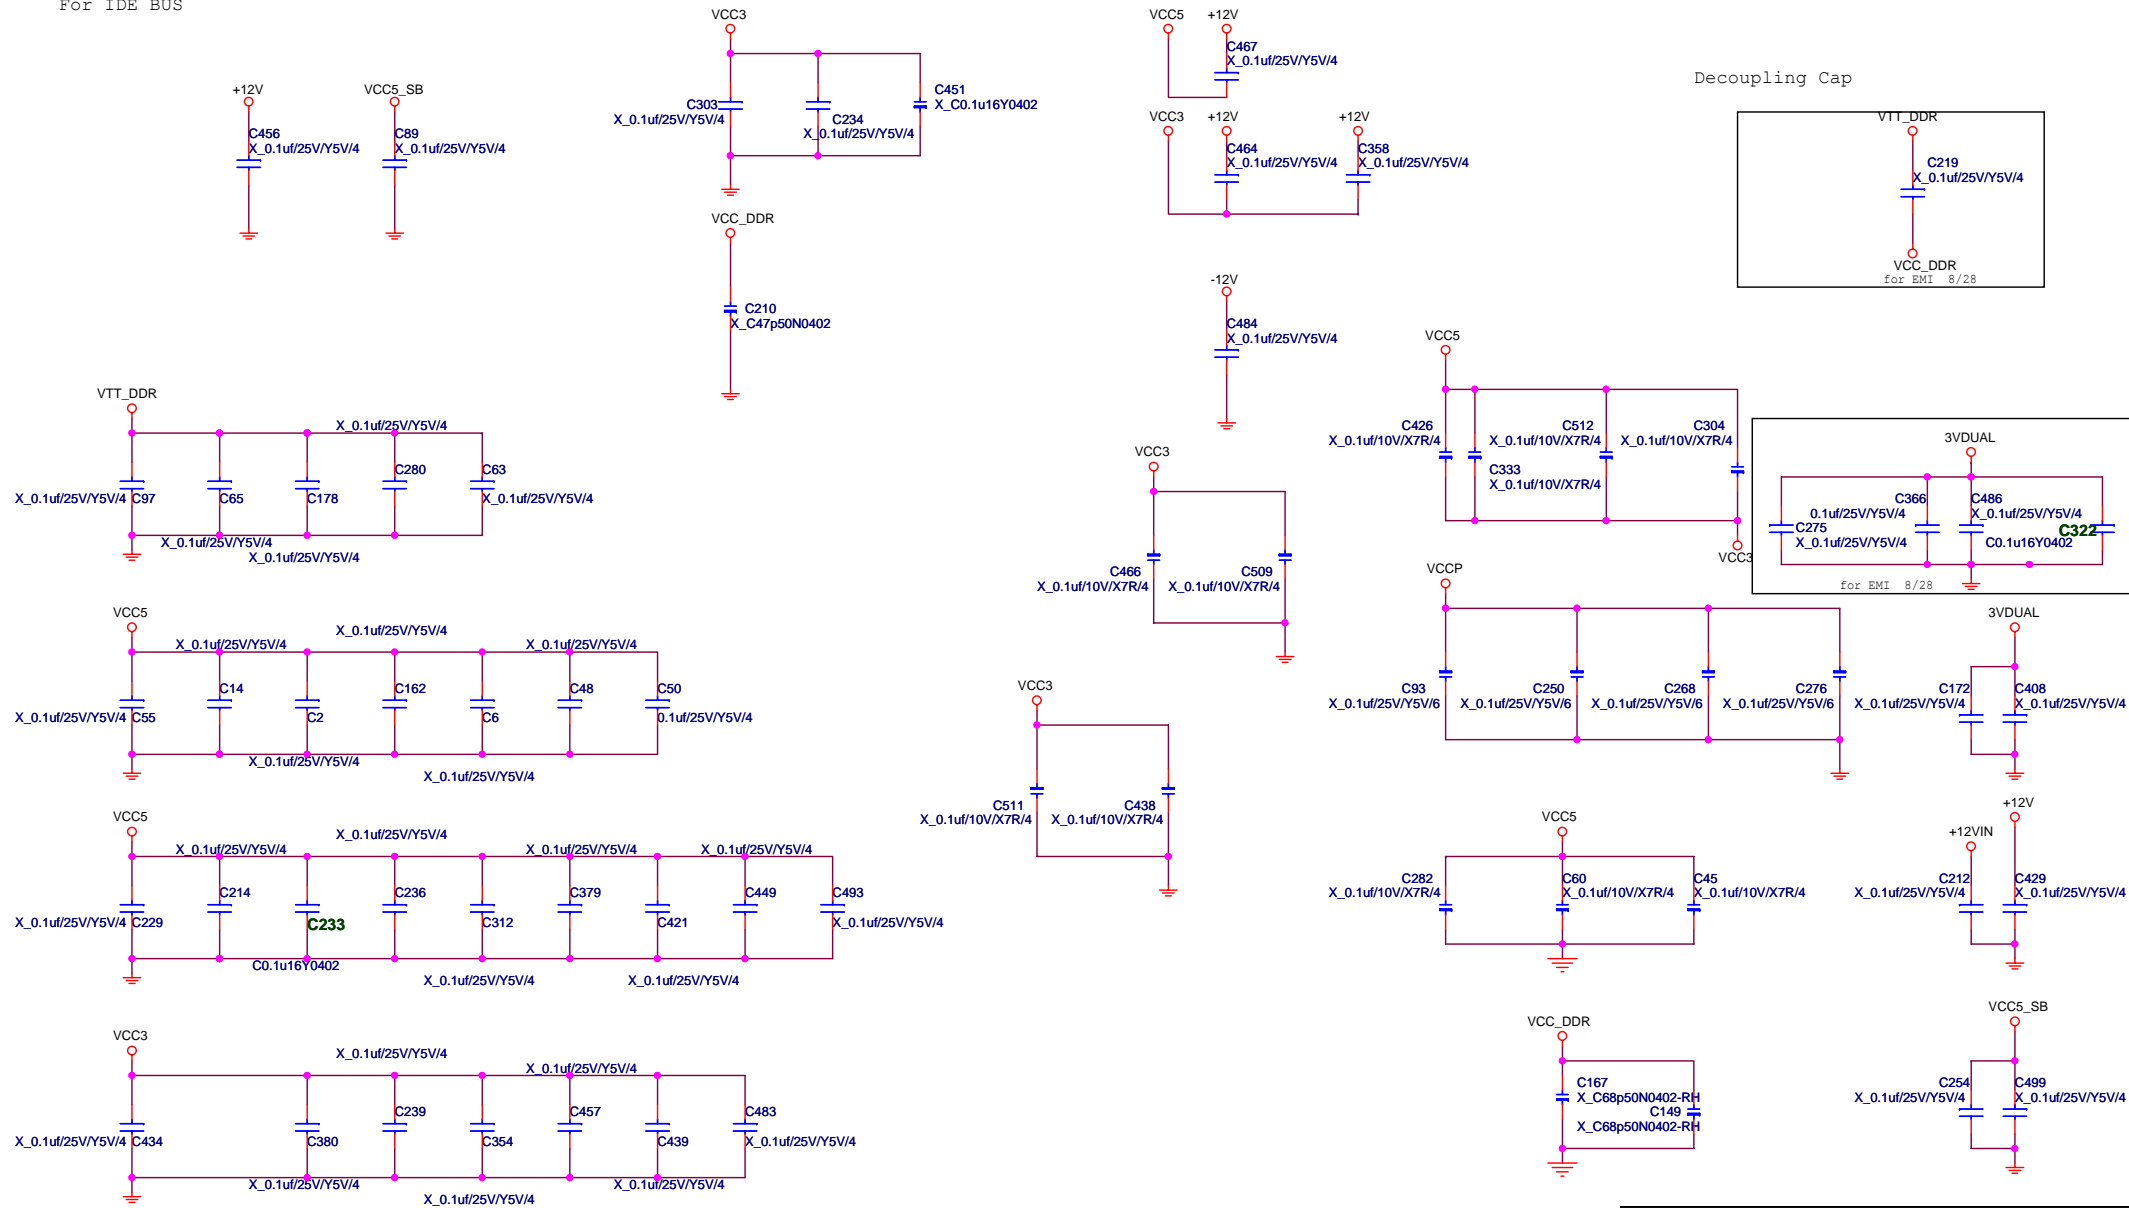 For IDE BUS
VCC3
VCC5
+12V
C467
X_0.1uf/25V/Y5V/4
Decoupling Cap
+12V
C456
X_0.1uf/25V/Y5V/4
VCC5_SB
C89
X_0.1uf/25V/Y5V/4
C303
X_0.1uf/25V/Y5V/4
C234
X_0.1uf/25V/Y5V/4
C451
X_C0.1u16Y0402
VCC3
+12V
+12V
C464
X_0.1uf/25V/Y5V/4
C358
X_0.1uf/25V/Y5V/4
VTT_DDR
C219
X_0.1uf/25V/Y5V/4
VCC_DDR
for EMI 8/28
VCC_DDR
C210
X_C47p50N0402
-12V
C484
X_0.1uf/25V/Y5V/4
VTT_DDR
X_0.1uf/25V/Y5V/4
C280
C63
X_0.1uf/25V/Y5V/4 C97
C65
C178
X_0.1uf/25V/Y5V/4
X_0.1uf/25V/Y5V/4
X_0.1uf/25V/Y5V/4
VCC3
C466
X_0.1uf/10V/X7R/4
C509
X_0.1uf/10V/X7R/4
VCC5
C426
X_0.1uf/10V/X7R/4
C512
X_0.1uf/10V/X7R/4
C304
X_0.1uf/10V/X7R/4
C333
X_0.1uf/10V/X7R/4
VCC3
3VDUAL
C366
0.1uf/25V/Y5V/4
C486
X_0.1uf/25V/Y5V/4
C275
X_0.1uf/25V/Y5V/4
C322
C0.1u16Y0402
for EMI 8/28
VCC5
X_0.1uf/25V/Y5V/4
X_0.1uf/25V/Y5V/4
X_0.1uf/25V/Y5V/4
C14
C162
C48
C50
X_0.1uf/25V/Y5V/4 C55
C2
C6
0.1uf/25V/Y5V/4
X_0.1uf/25V/Y5V/4
X_0.1uf/25V/Y5V/4
VCC3
C511
X_0.1uf/10V/X7R/4
C438
X_0.1uf/10V/X7R/4
VCCP
C93
X_0.1uf/25V/Y5V/6
C250
X_0.1uf/25V/Y5V/6
C268
X_0.1uf/25V/Y5V/6
C276
X_0.1uf/25V/Y5V/6
3VDUAL
C172
X_0.1uf/25V/Y5V/4
C408
X_0.1uf/25V/Y5V/4
VCC5
X_0.1uf/25V/Y5V/4
X_0.1uf/25V/Y5V/4
X_0.1uf/25V/Y5V/4
X_0.1uf/25V/Y5V/4
C214
C236
C379
C449
C493
X_0.1uf/25V/Y5V/4 C229
C233
C312
C421
X_0.1uf/25V/Y5V/4
C0.1u16Y0402
X_0.1uf/25V/Y5V/4
X_0.1uf/25V/Y5V/4
VCC5
C282
X_0.1uf/10V/X7R/4
C60
X_0.1uf/10V/X7R/4
C45
X_0.1uf/10V/X7R/4
+12V
+12VIN
C212
X_0.1uf/25V/Y5V/4
C429
X_0.1uf/25V/Y5V/4
VCC3
X_0.1uf/25V/Y5V/4
X_0.1uf/25V/Y5V/4
C239
C457
C483
X_0.1uf/25V/Y5V/4 C434
C380
C354
C439
X_0.1uf/25V/Y5V/4
X_0.1uf/25V/Y5V/4
X_0.1uf/25V/Y5V/4
X_0.1uf/25V/Y5V/4
VCC_DDR
C167
X_C68p50N0402-RH
C149
X_C68p50N0402-RH
VCC5_SB
C254
X_0.1uf/25V/Y5V/4
C499
X_0.1uf/25V/Y5V/4